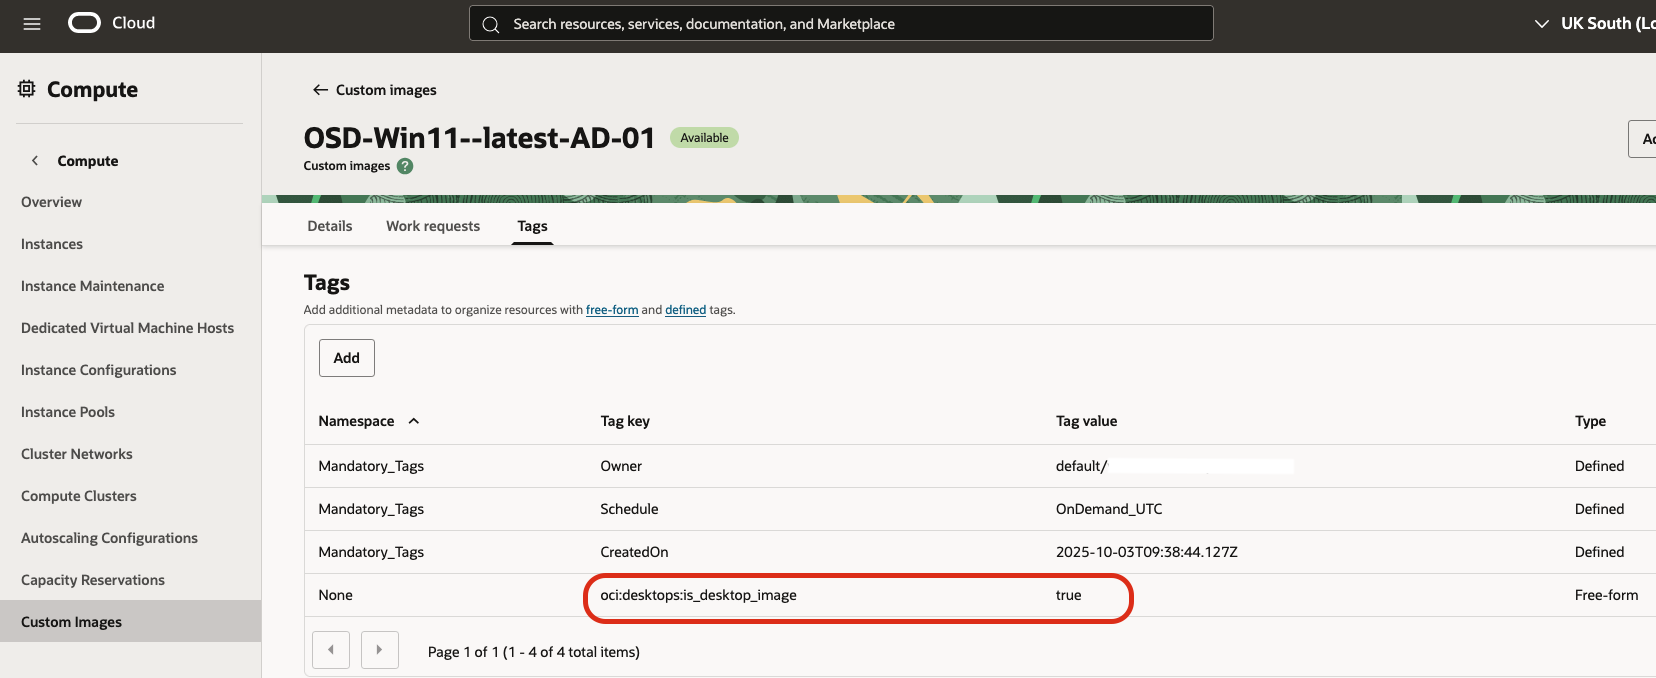 Cloud
Search resources, services, documentation, and Marketplace
UK South (Lo
Compute
Compute
Overview
Instances
Instance Maintenance
Dedicated Virtual Machine Hosts
Instance Configurations
Instance Pools
Cluster Networks
Compute Clusters
Autoscaling Configurations
Capacity Reservations
Custom Images
Custom images
OSD-Win11--latest-AD-01 Available
Custom images ?
Ac
Details Work requests Tags
Tags
Add additional metadata to organize resources with free-form and defined tags.
Add
Namespace Tag key Tag value Type
Mandatory_Tags Owner default/ Defined
Mandatory_Tags Schedule OnDemand_UTC Defined
Mandatory_Tags CreatedOn 2025-10-03T09:38:44.127Z Defined
None oci:desktops:is_desktop_image true Free-form
Page 1 of 1 (1 - 4 of 4 total items)